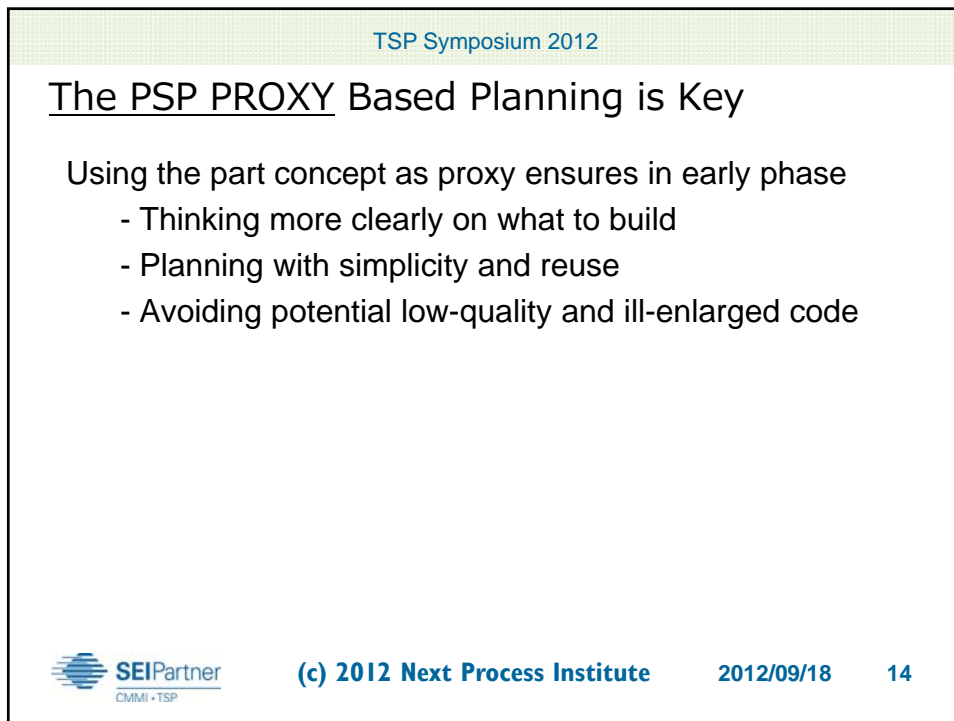 TSP Symposium 2012
The PSP PROXY Based Planning is Key
Using the part concept as proxy ensures in early phase
- Thinking more clearly on what to build
- Planning with simplicity and reuse
- Avoiding potential low-quality and ill-enlarged code
SEIPartner
CMMI • TSP
(c) 2012 Next Process Institute 2012/09/18 14